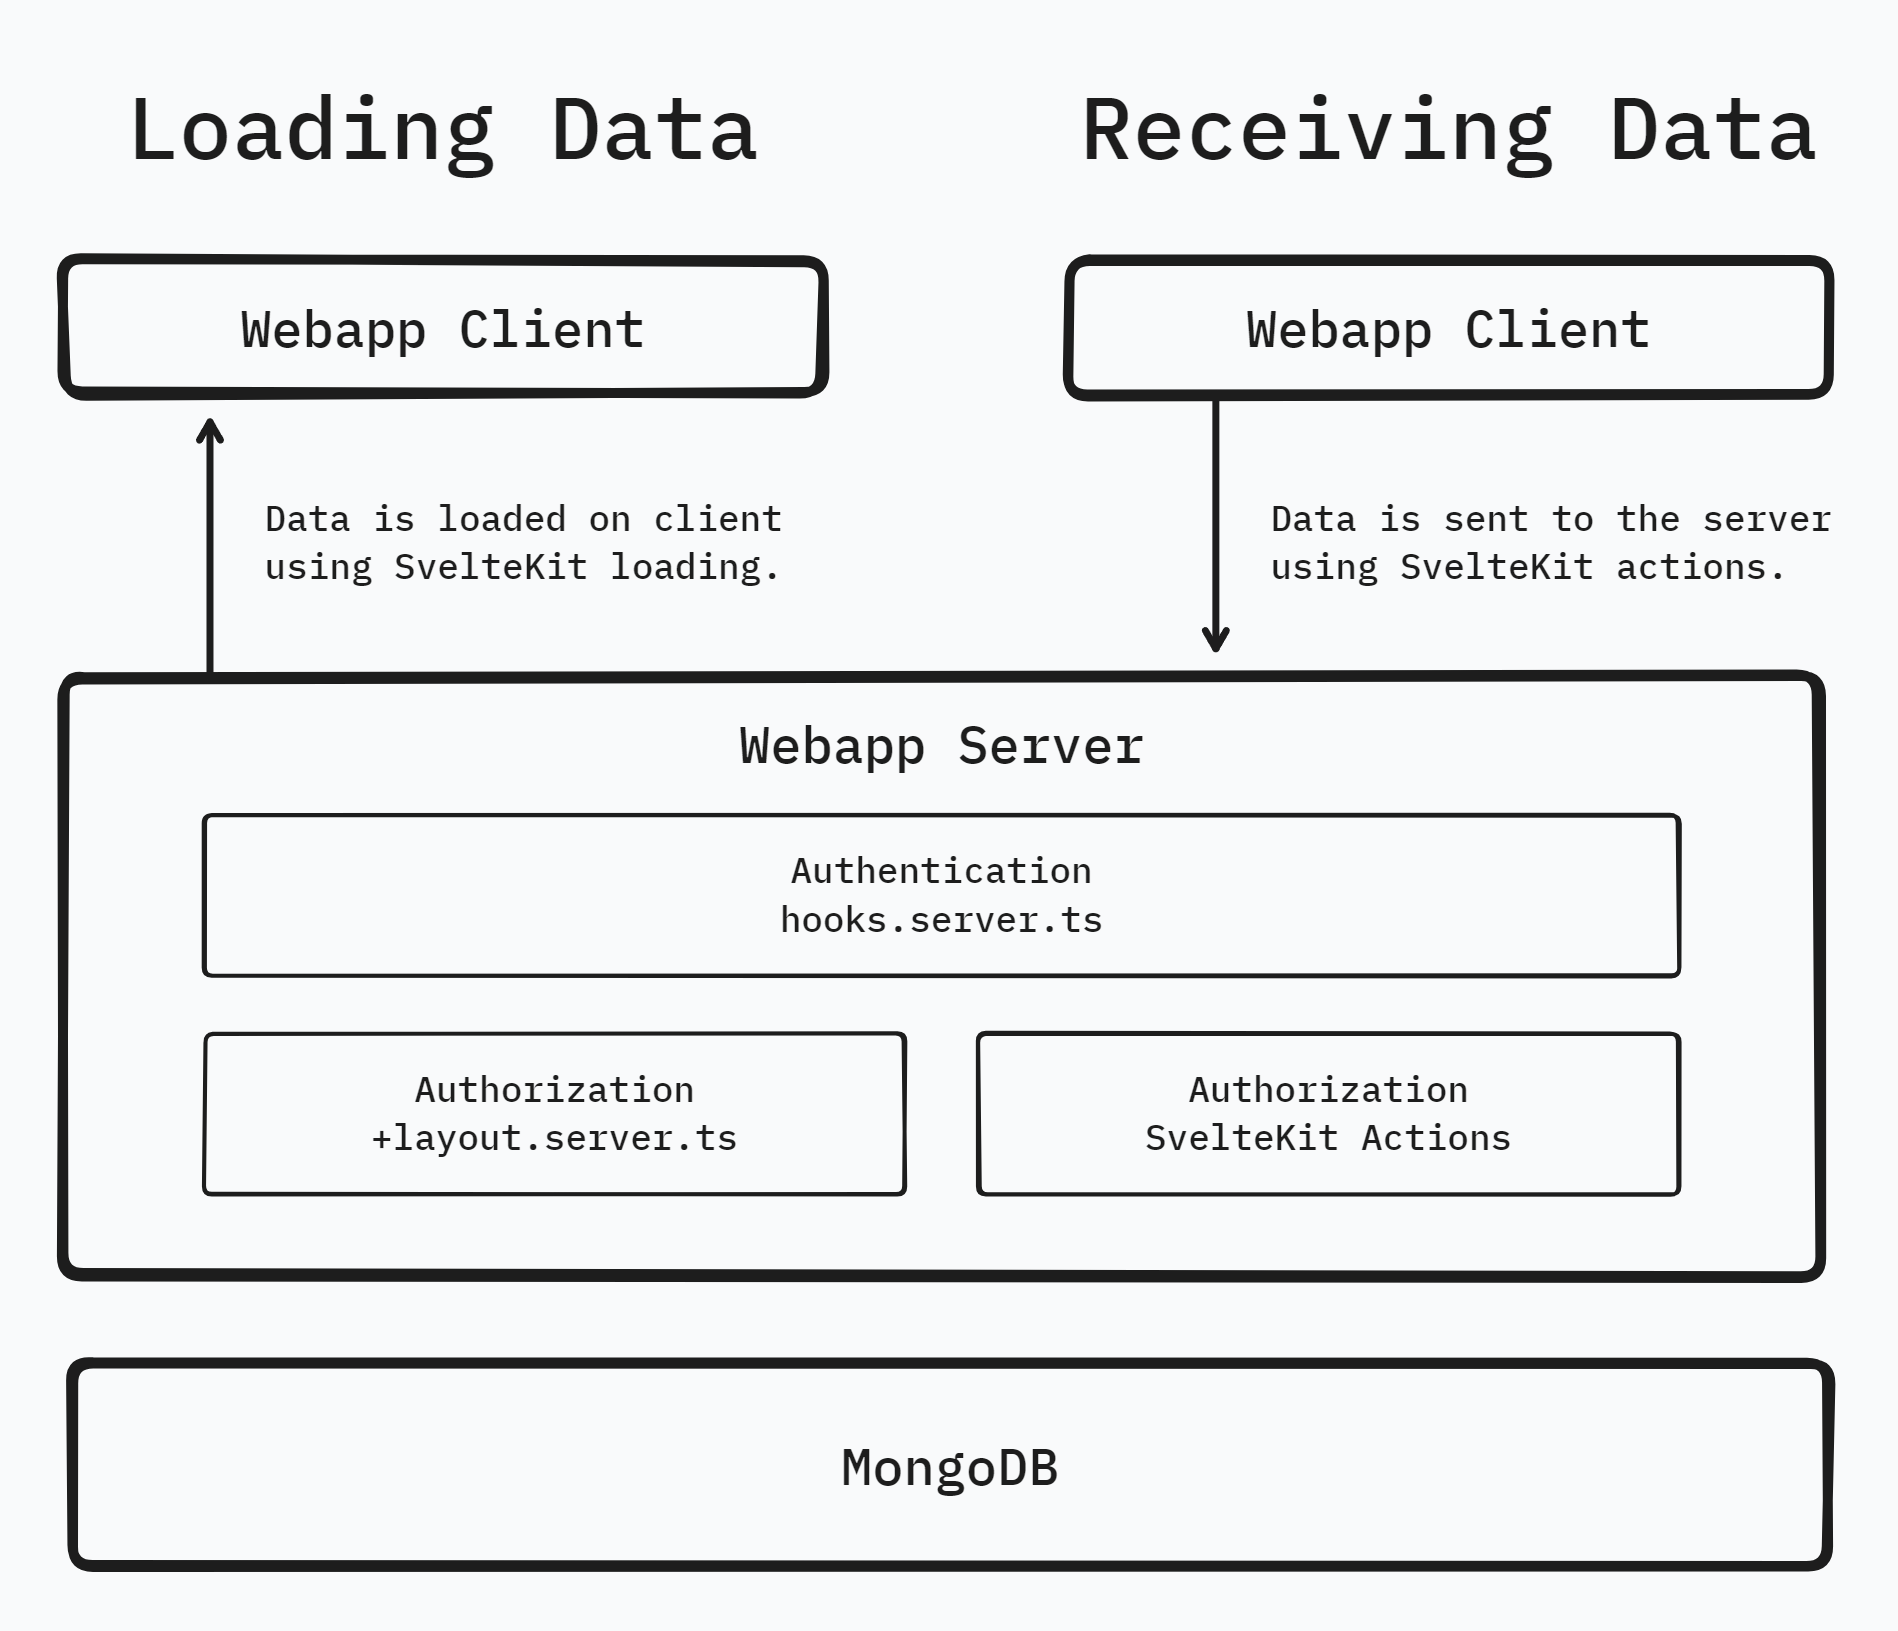 Loading Data
Receiving Data
Webapp Client
Webapp Client
Data is loaded on client
using SvelteKit loading.
Data is sent to the server
using SvelteKit actions.
Webapp Server
Authentication
hooks.server.ts
Authorization
+layout.server.ts
Authorization
SvelteKit Actions
MongoDB